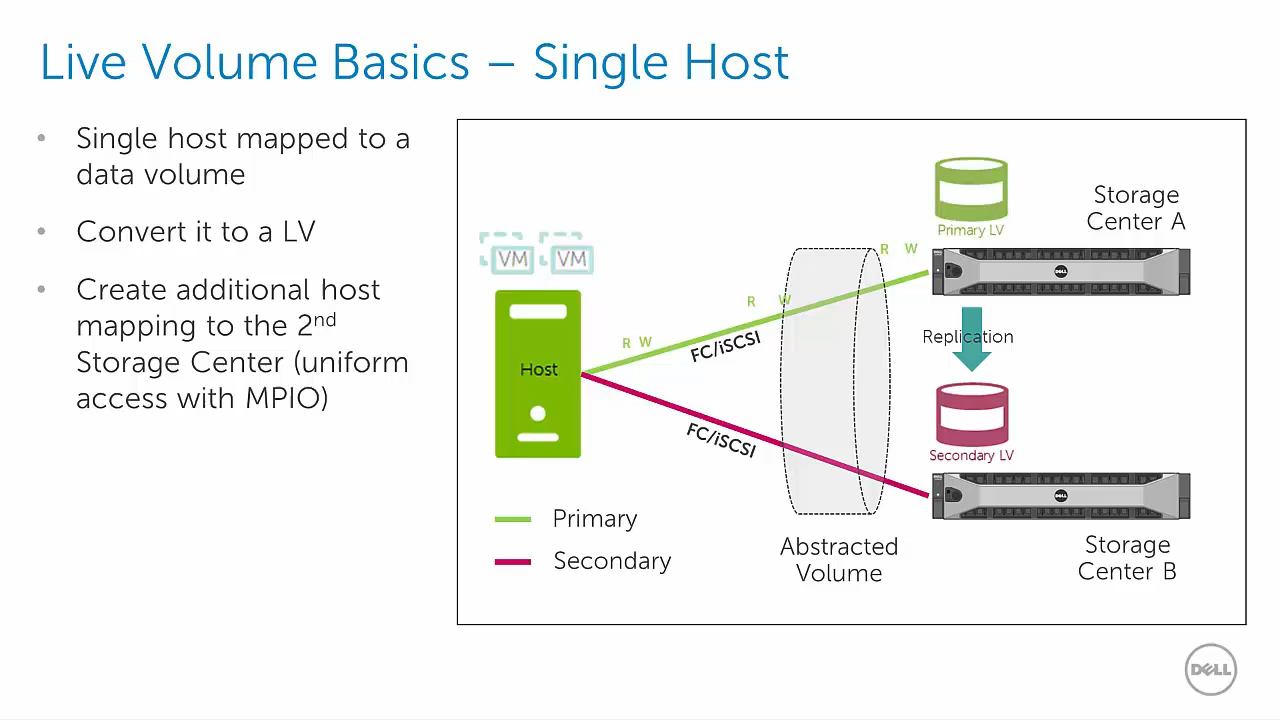 Live Volume Basics – Single Host
• Single host mapped to a
data volume
• Convert it to a LV
• Create additional host
mapping to the 2nd
Storage Center (uniform
access with MPIO)
VM VM
Host
R W
R W
R W
FC/iSCSI
FC/iSCSI
Primary
Secondary
Abstracted
Volume
Primary LV
Storage
Center A
DELL
Replication
Secondary LV
DELL
Storage
Center B
DELL